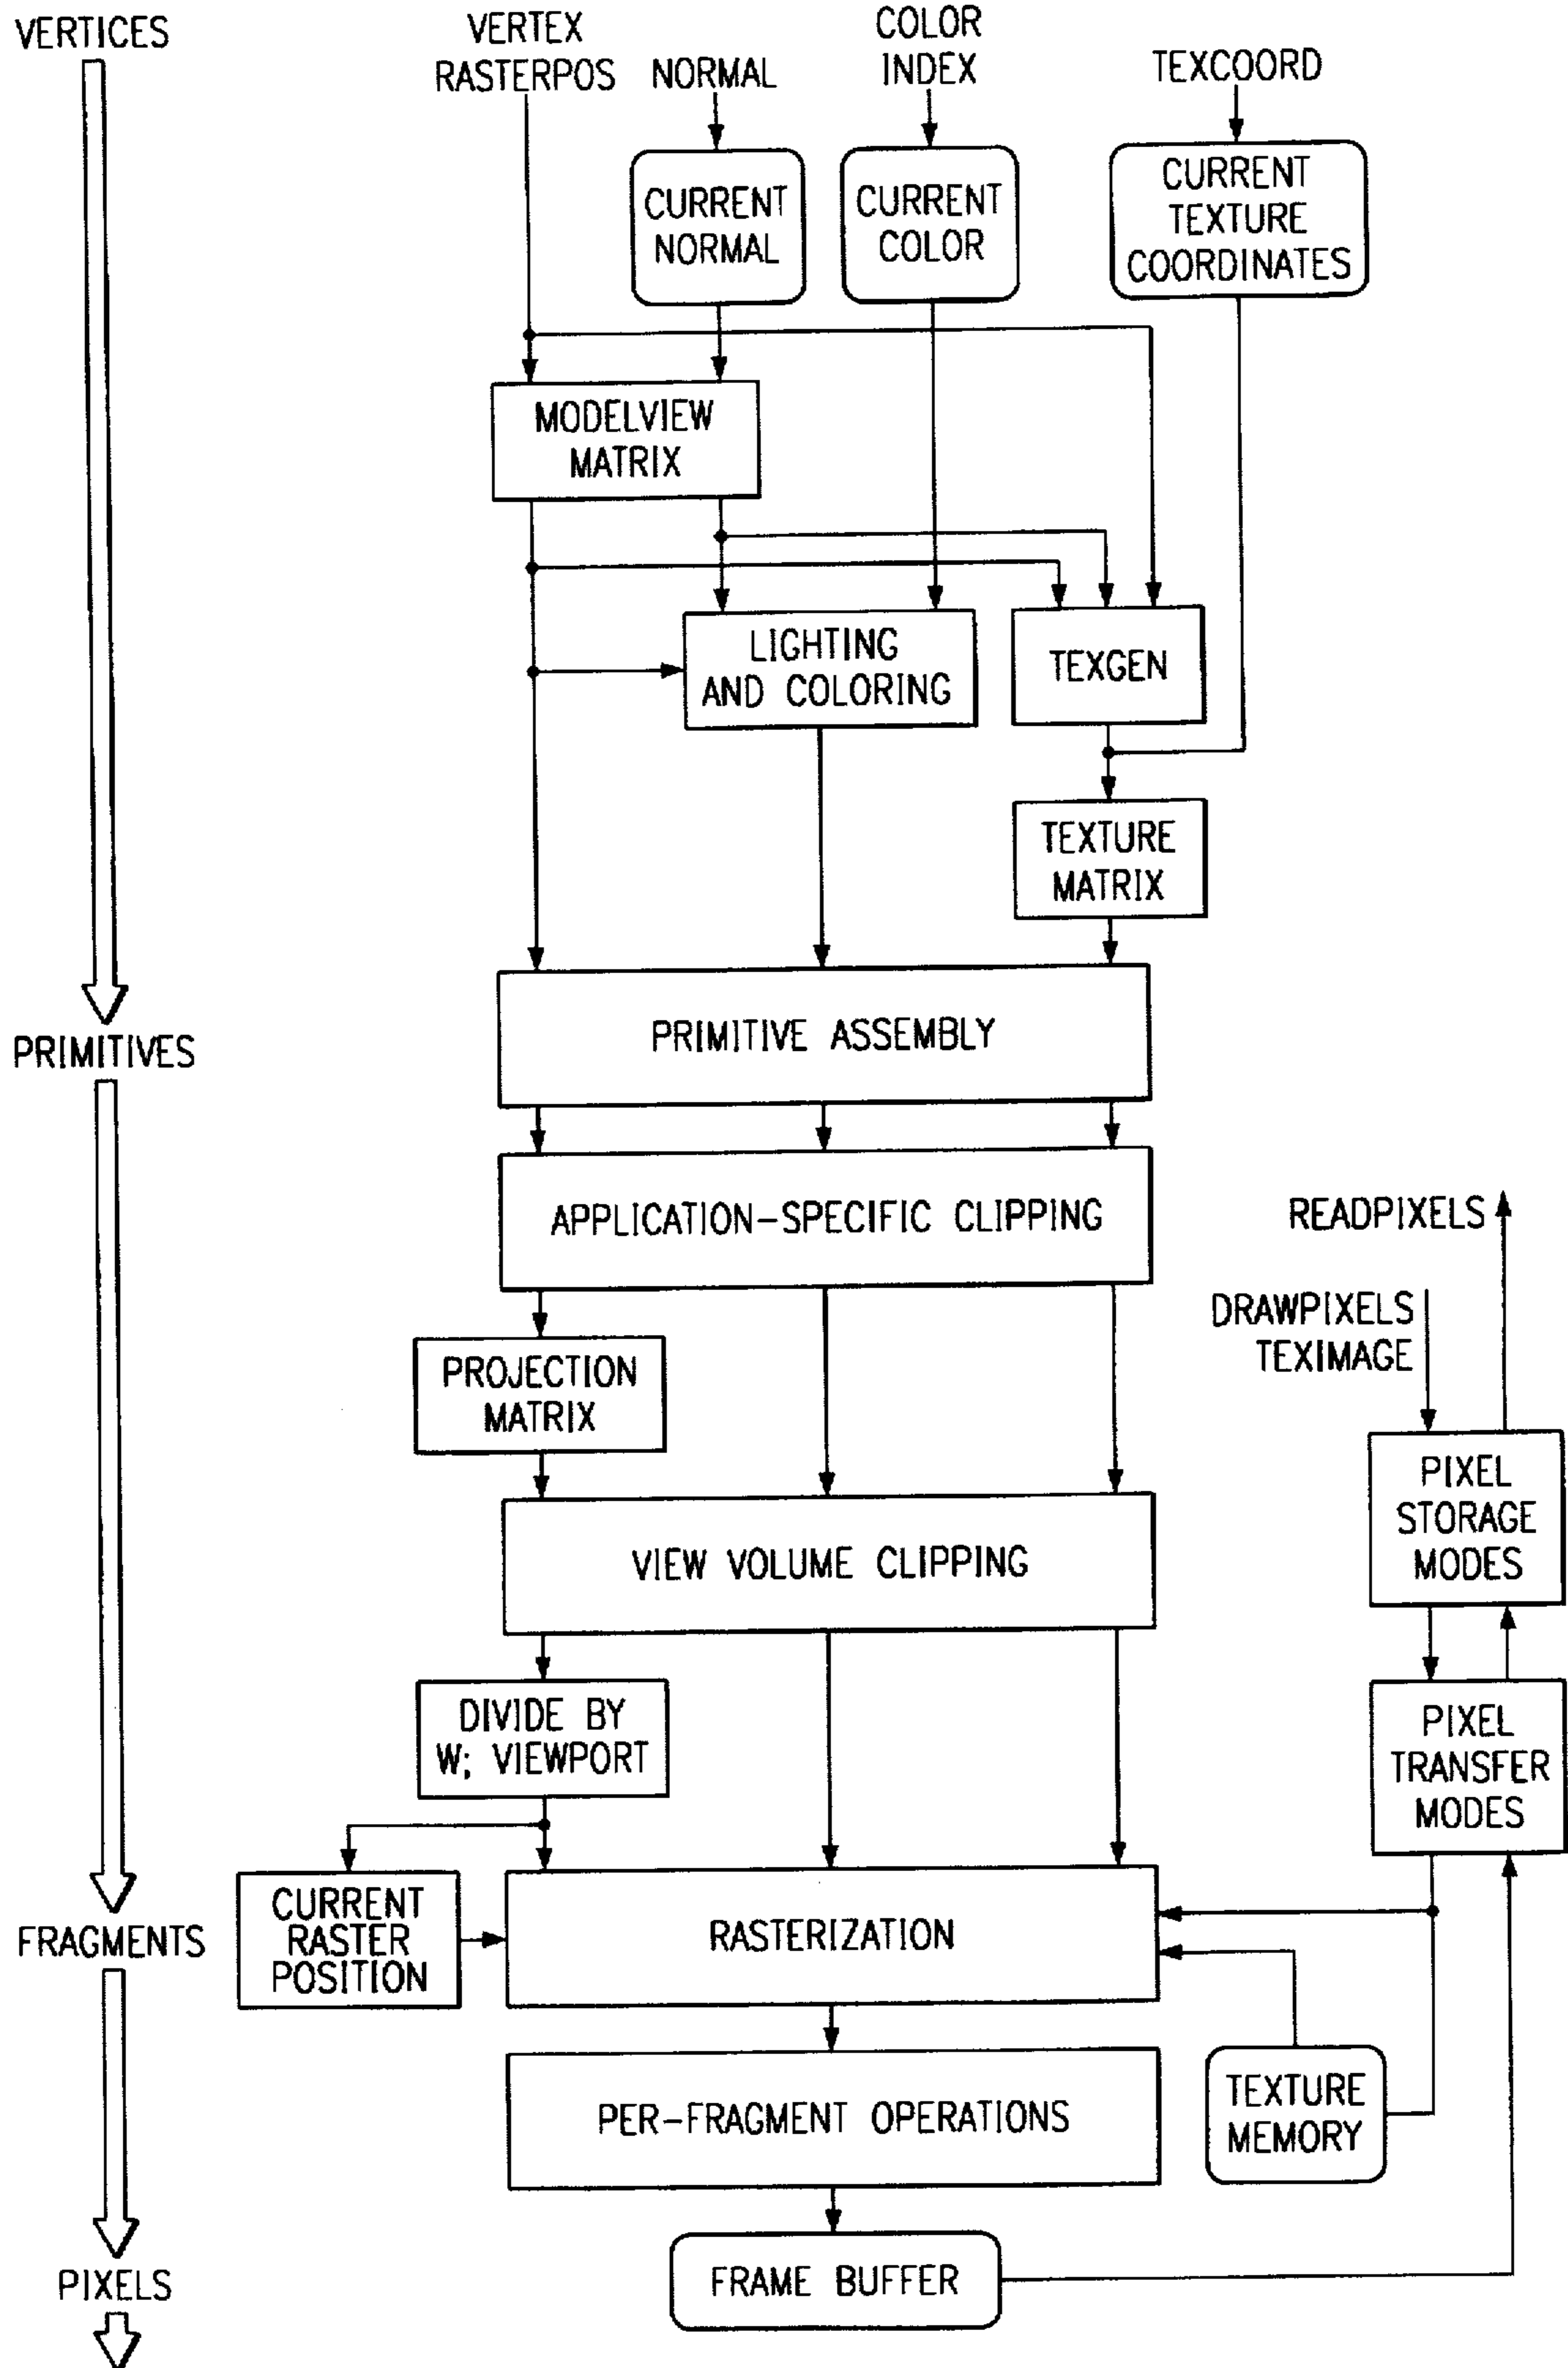 VERTICES
VERTEX
RASTERPOS
NORMAL
COLOR
INDEX
TEXCOORD
CURRENT
NORMAL
CURRENT
COLOR
CURRENT
TEXTURE
COORDINATES
MODELVIEW
MATRIX
LIGHTING
AND COLORING
TEXGEN
TEXTURE
MATRIX
PRIMITIVES
PRIMITIVE ASSEMBLY
APPLICATION-SPECIFIC CLIPPING
READPIXELS
DRAWPIXELS
TEXIMAGE
PROJECTION
MATRIX
PIXEL
STORAGE
MODES
VIEW VOLUME CLIPPING
DIVIDE BY
W; VIEWPORT
PIXEL
TRANSFER
MODES
FRAGMENTS
CURRENT
RASTER
POSITION
RASTERIZATION
PER-FRAGMENT OPERATIONS
TEXTURE
MEMORY
PIXELS
FRAME BUFFER